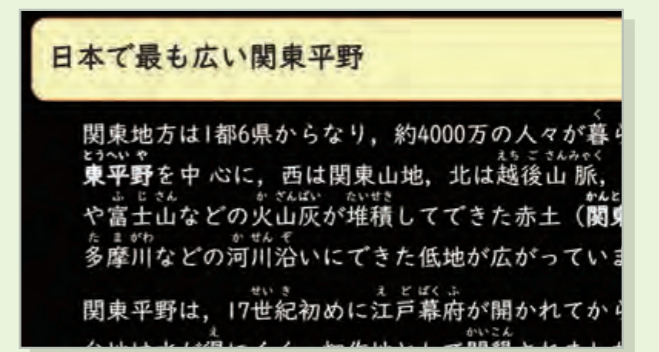 日本で最も広い関東平野
関東地方は1都6県からなり，約4000万の人々が暮ら
東平野を中心に，西は関東山地，北は越後山脈，
や富士山などの火山灰が堆積してできた赤土（関東
多摩川などの河川沿いにできた低地が広がっていま
関東平野は，17世紀初めに江戸幕府が開かれてから